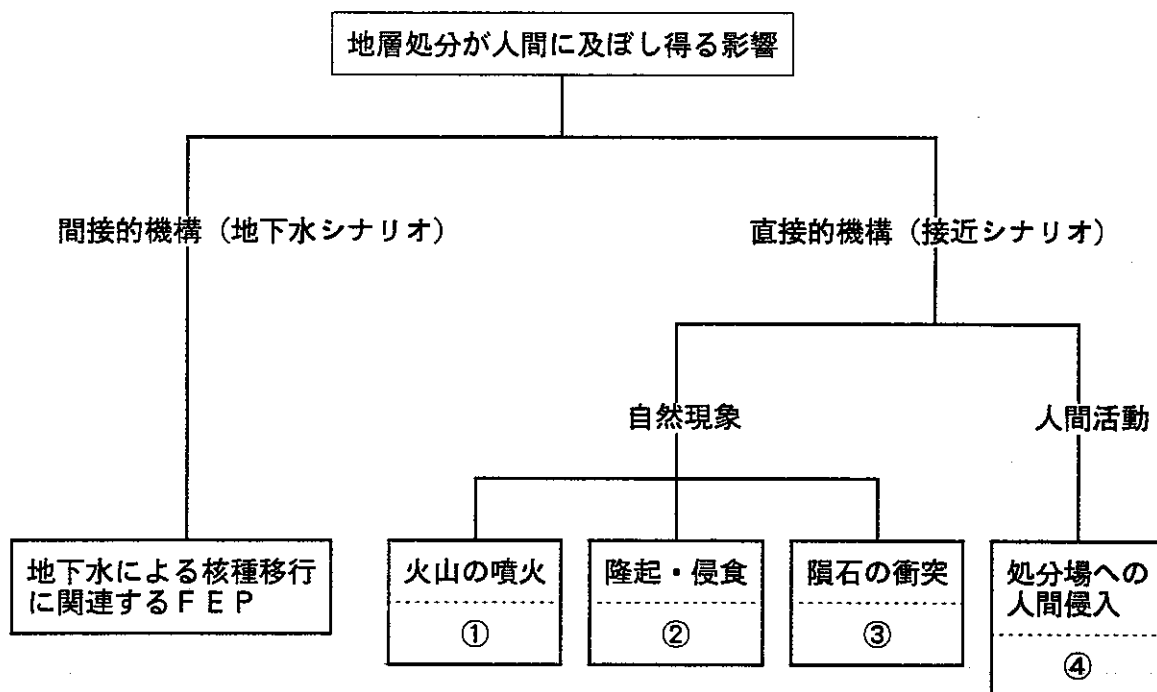 地層処分が人間に及ぼし得る影響
間接的機構（地下水シナリオ）
直接的機構（接近シナリオ）
自然現象
人間活動
地下水による核種移行
に関連するＦＥＰ
火山の噴火
①
隆起・侵食
②
隕石の衝突
③
処分場への
人間侵入
④